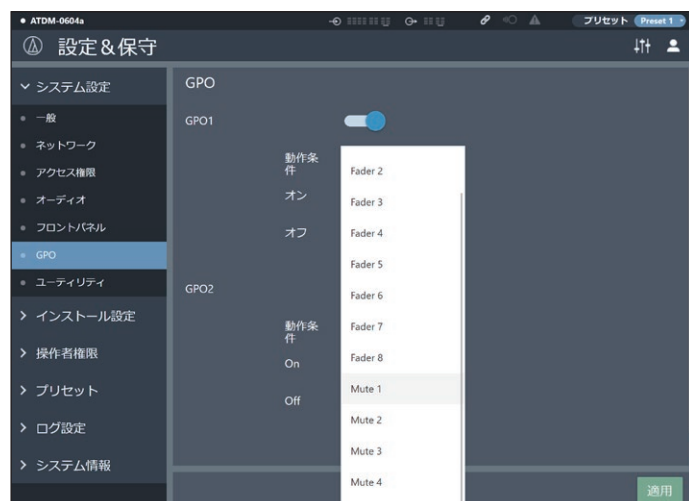 ATDM-0604a
プリセット Preset 1
設定&保守
システム設定
一般
ネットワーク
アクセス権限
オーディオ
フロントパネル
GPO
ユーティリティ
インストール設定
操作者権限
プリセット
ログ設定
システム情報
GPO
GPO1
動作条
件
オン
オフ
GPO2
動作条
件
On
Off
Fader 2
Fader 3
Fader 4
Fader 5
Fader 6
Fader 7
Fader 8
Mute 1
Mute 2
Mute 3
Mute 4
適用